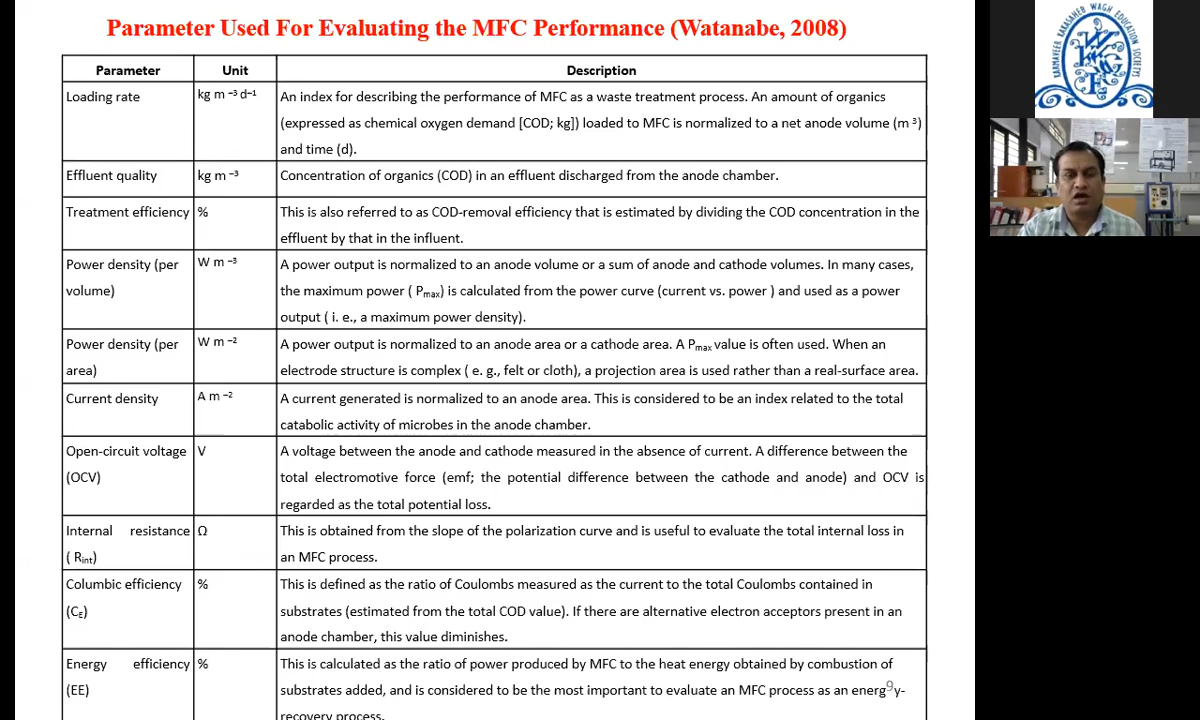 Parameter Used For Evaluating the MFC Performance (Watanabe, 2008)
Parameter Unit Description
Loading rate kg m ⁻³ d⁻¹ An index for describing the performance of MFC as a waste treatment process. An amount of organics
(expressed as chemical oxygen demand [COD; kg]) loaded to MFC is normalized to a net anode volume (m ³)
and time (d).
Effluent quality kg m ⁻³ Concentration of organics (COD) in an effluent discharged from the anode chamber.
Treatment efficiency % This is also referred to as COD-removal efficiency that is estimated by dividing the COD concentration in the
effluent by that in the influent.
Power density (per W m ⁻³ A power output is normalized to an anode volume or a sum of anode and cathode volumes. In many cases,
volume) the maximum power ( Pmax) is calculated from the power curve (current vs. power ) and used as a power
output ( i. e., a maximum power density).
Power density (per W m ⁻² A power output is normalized to an anode area or a cathode area. A Pmax value is often used. When an
area) electrode structure is complex ( e. g., felt or cloth), a projection area is used rather than a real-surface area.
Current density A m ⁻² A current generated is normalized to an anode area. This is considered to be an index related to the total
catabolic activity of microbes in the anode chamber.
Open-circuit voltage V A voltage between the anode and cathode measured in the absence of current. A difference between the
(OCV) total electromotive force (emf; the potential difference between the cathode and anode) and OCV is
regarded as the total potential loss.
Internal resistance Ω This is obtained from the slope of the polarization curve and is useful to evaluate the total internal loss in
( Rint) an MFC process.
Columbic efficiency % This is defined as the ratio of Coulombs measured as the current to the total Coulombs contained in
(CE) substrates (estimated from the total COD value). If there are alternative electron acceptors present in an
anode chamber, this value diminishes.
Energy efficiency % This is calculated as the ratio of power produced by MFC to the heat energy obtained by combustion of
(EE) substrates added, and is considered to be the most important to evaluate an MFC process as an energy-
recovery process.
9
KARMAVEER KAKASAHEB WAGH EDUCATION SOCIETY'S